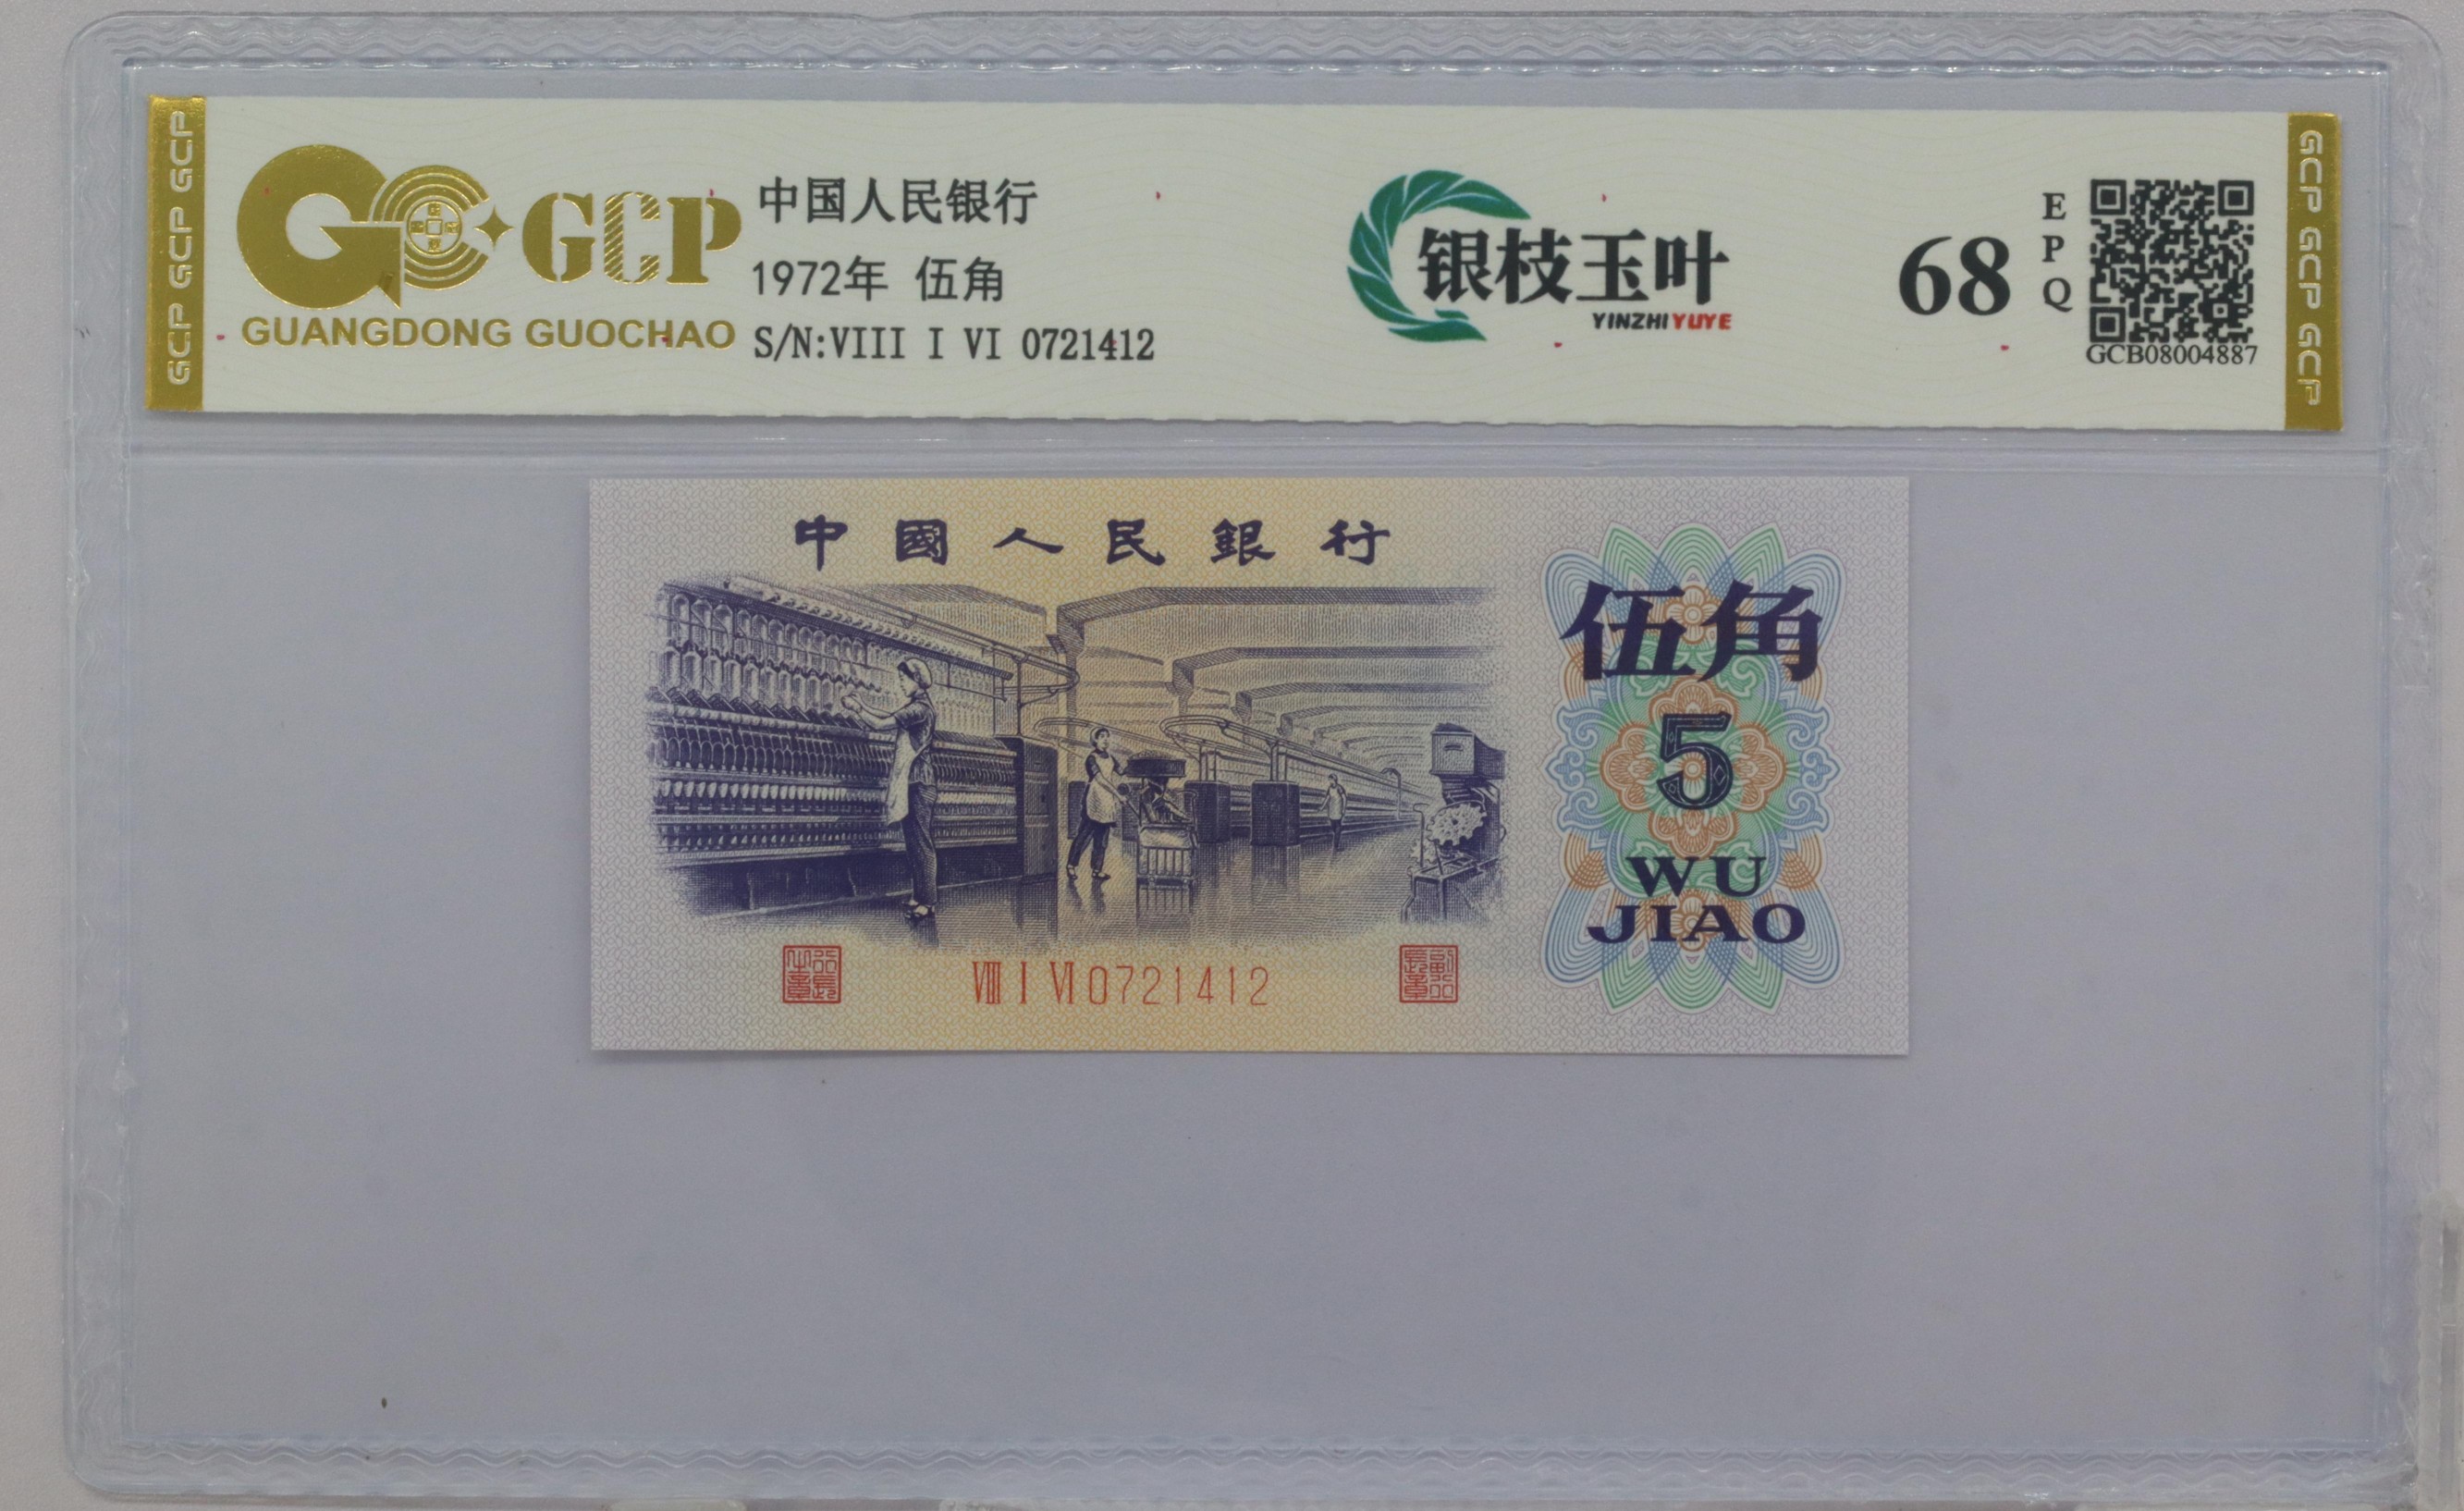 GCP GCP GCP
GCP
GUANGDONG GUOCHAO
中国人民银行
1972年 伍角
S/N:VIII I VI 0721412
银枝玉叶
YINZHIYUYE
68
EPQ
GCB08004887
GCP GCP GCP
中國人民銀行
伍角
5
WU
JIAO
VIII I VI 0721412